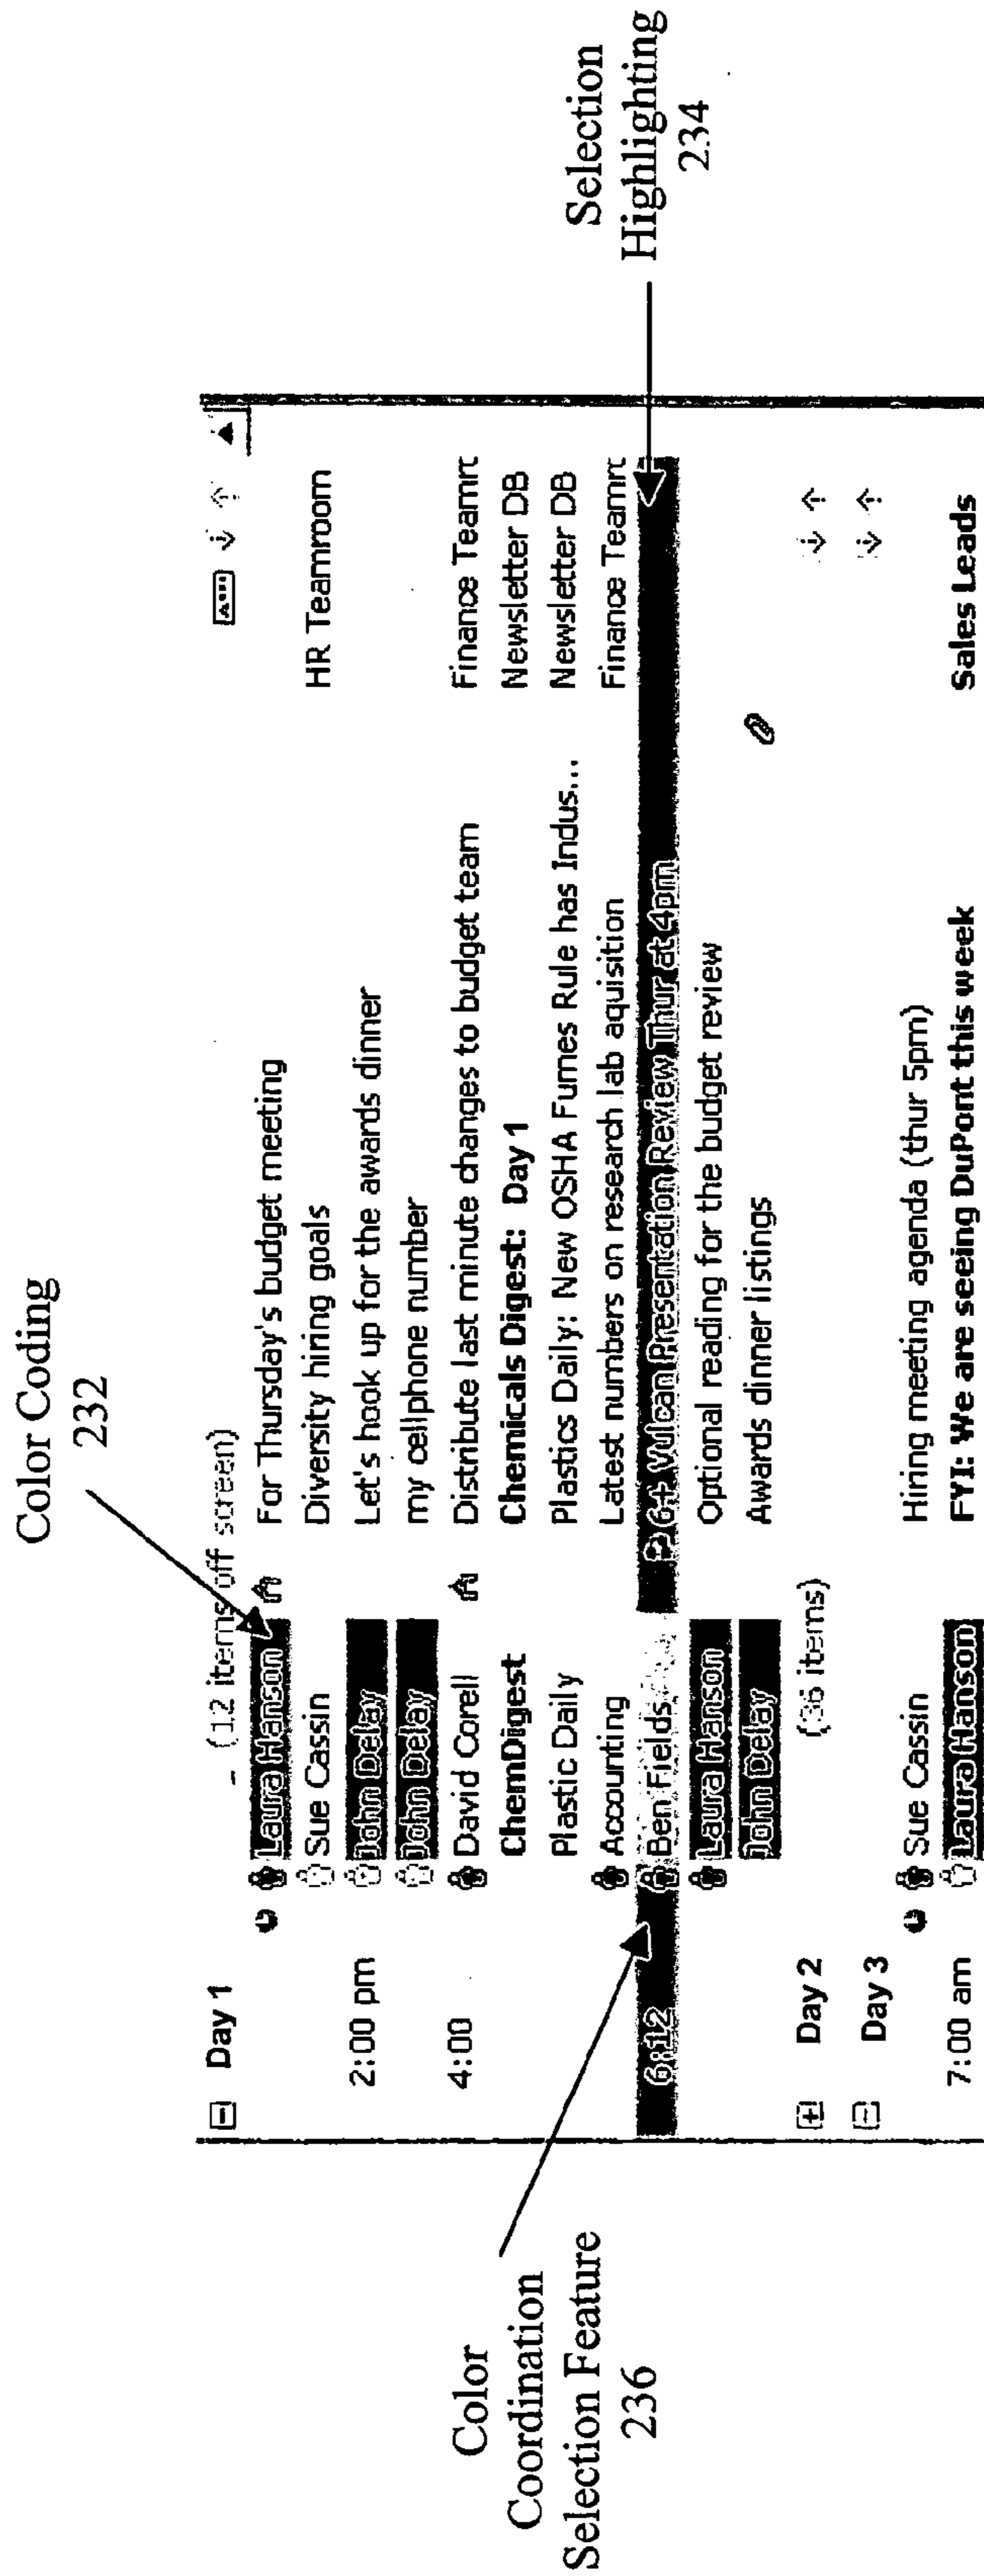 Color Coding
232
Day 1 (12 items off screen)
Laura Hanson For Thursday's budget meeting
Sue Cassin Diversity hiring goals HR Teamroom
2:00 pm John Delay Let's hook up for the awards dinner
John Delay my cellphone number
4:00 David Corell Distribute last minute changes to budget team Finance Teamrc
ChemDigest Chemicals Digest: Day 1 Newsletter DB
Plastic Daily Plastics Daily: New OSHA Fumes Rule has Indus... Newsletter DB
Accounting Latest numbers on research lab aquisition Finance Teamrc
6:12 Ben Fields 6+ Vulcan Presentation Review Thur at 4pm
Laura Hanson Optional reading for the budget review
John Delay Awards dinner listings
Day 2 (36 items)
Day 3
Sue Cassin Hiring meeting agenda (thur 5pm)
7:00 am Laura Hanson FYI: We are seeing DuPont this week Sales Leads
Color
Coordination
Selection Feature
236
Selection
Highlighting
234